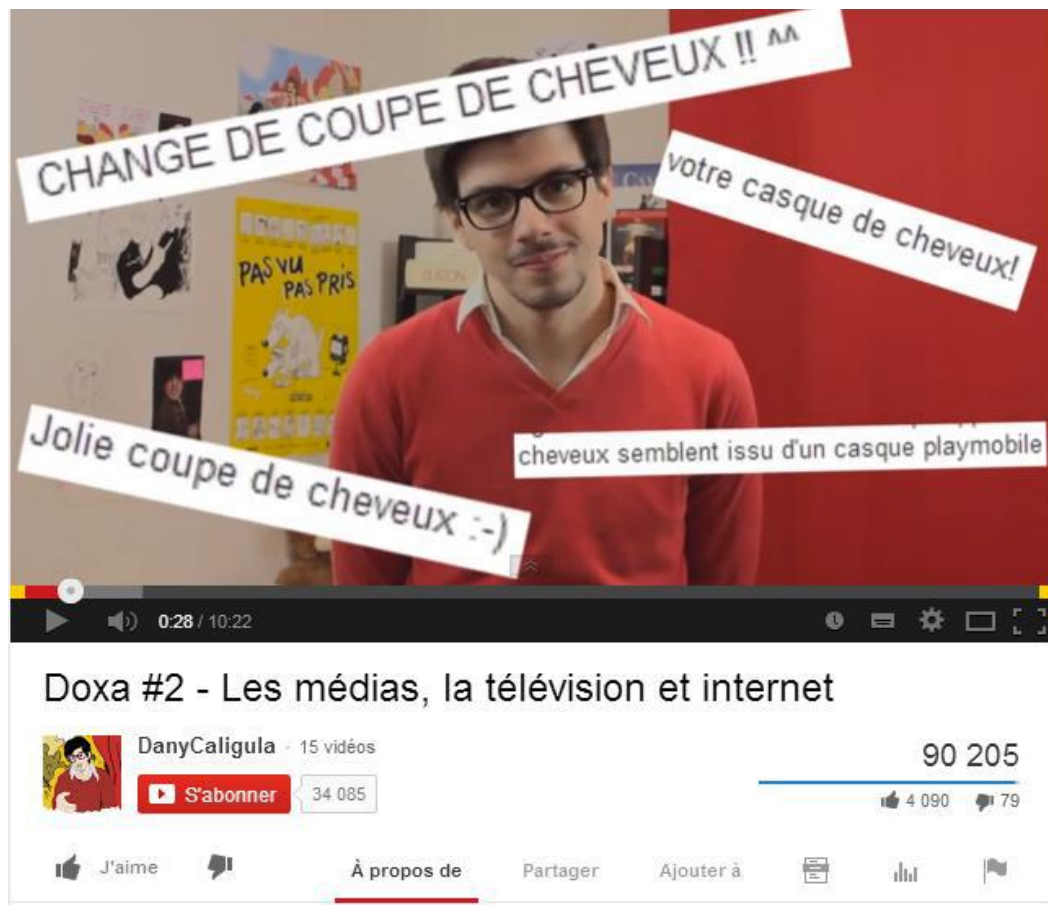 CHANGE DE COUPE DE CHEVEUX !! ^^
votre casque de cheveux!
PAS VU
PAS PRIS
PLATON
Jolie coupe de cheveux :-)
cheveux semblent issu d'un casque playmobile
0:28 / 10:22
Doxa #2 - Les médias, la télévision et internet
DanyCaligula · 15 vidéos
90 205
S'abonner 34 085
4 090 79
J'aime
À propos de Partager Ajouter à